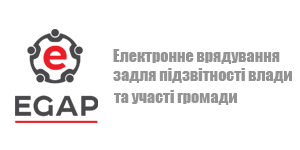 e
EGAP
Електронне врядування
задля підзвітності влади
та участі громади